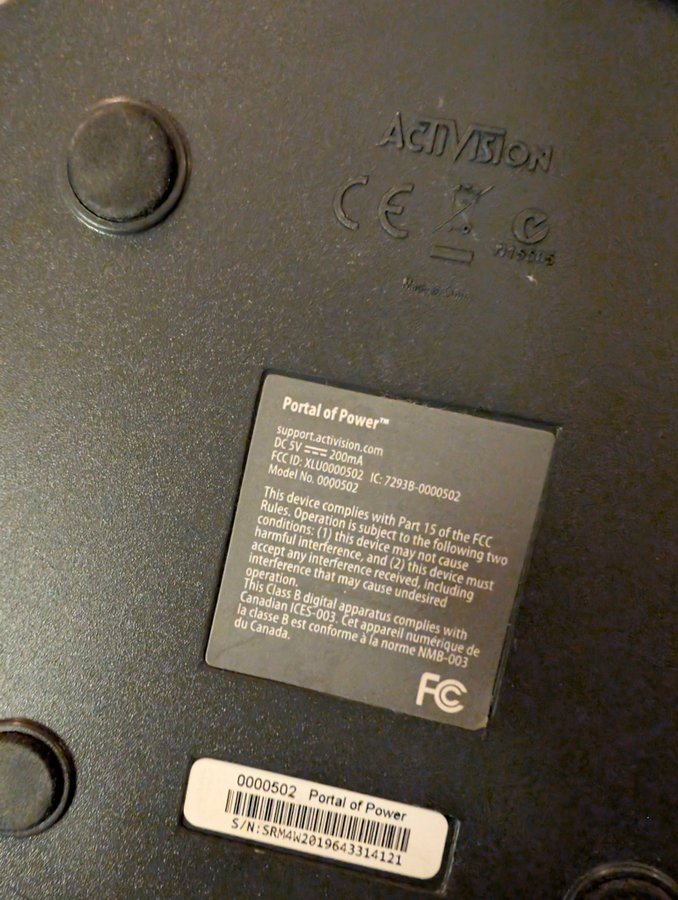 ACTIVISION
CE
Portal of Power™
support.activision.com
DC 5V 200mA
FCC ID: XLU0000502 IC: 7293B-0000502
Model No. 0000502
This device complies with Part 15 of the FCC
Rules. Operation is subject to the following two
conditions: (1) this device may not cause
harmful interference, and (2) this device must
accept any interference received, including
interference that may cause undesired
operation.
This Class B digital apparatus complies with
Canadian ICES-003. Cet appareil numérique de
la classe B est conforme à la norme NMB-003
du Canada.
FC
0000502 Portal of Power
S/N:SRM4W2019643314121